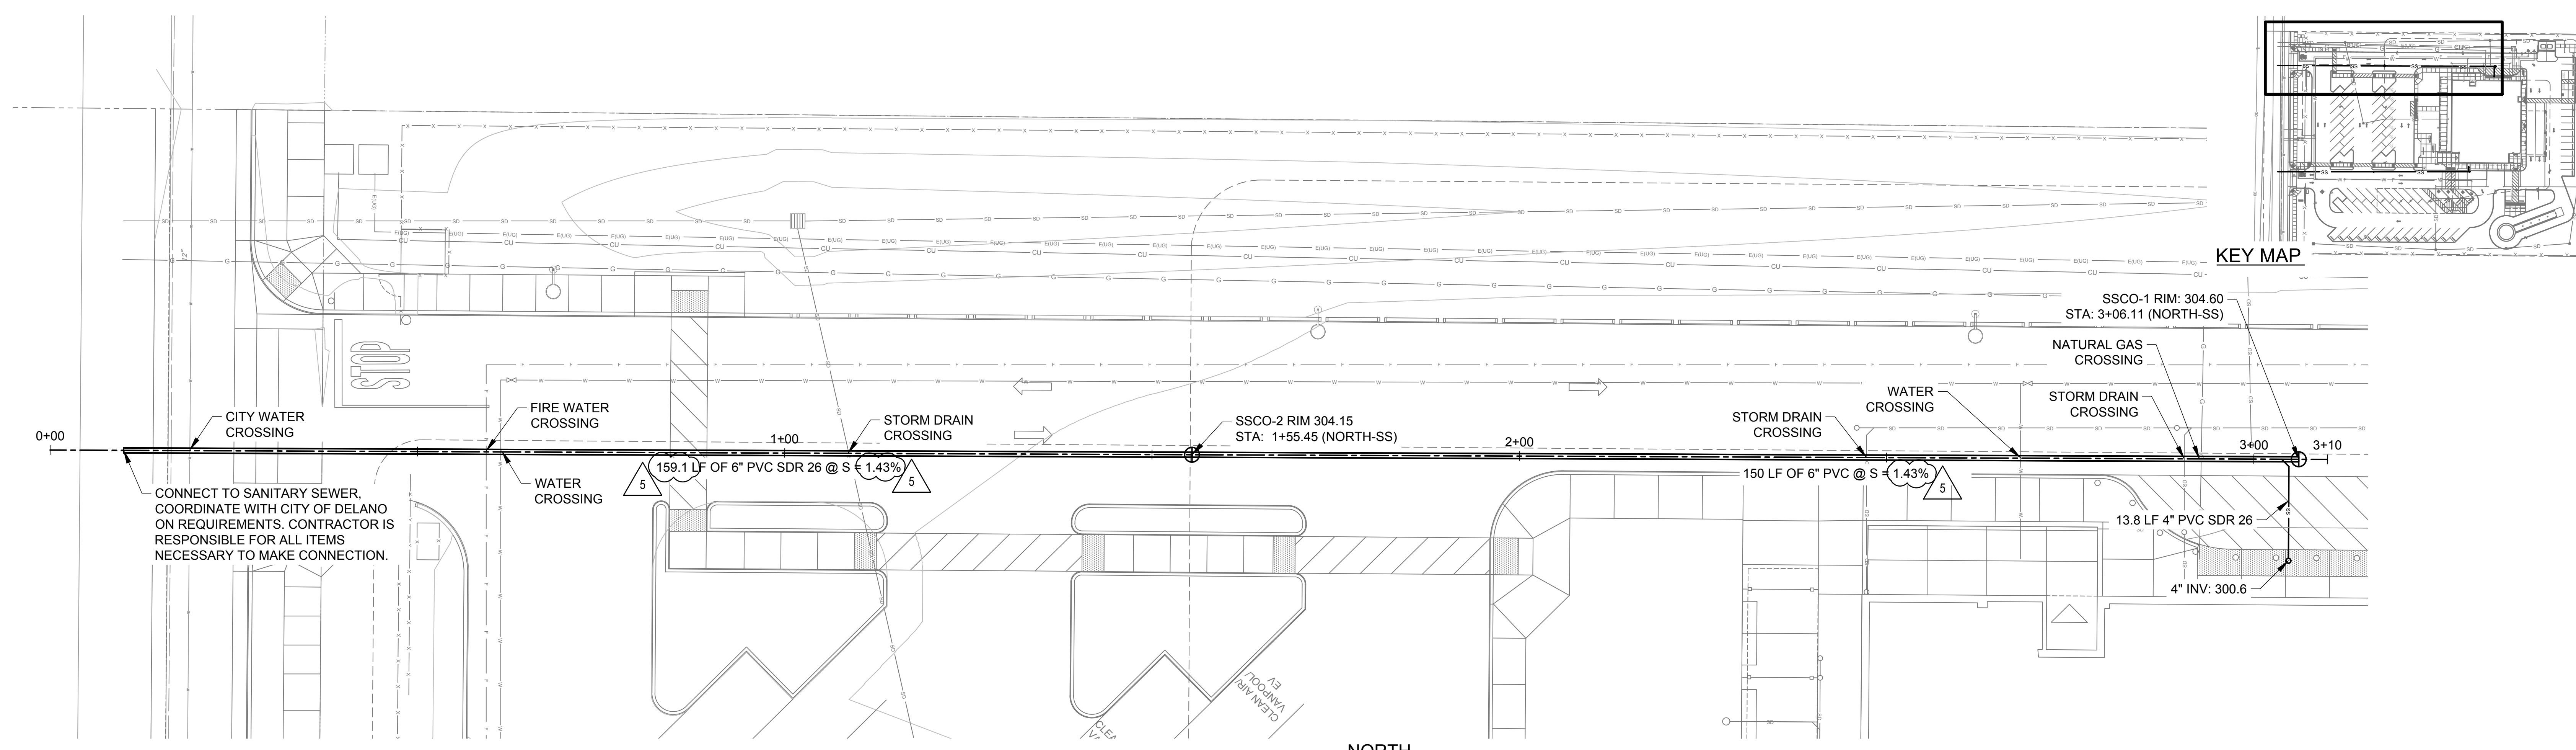 KEY MAP
SSCO-1 RIM: 304.60
STA: 3+06.11 (NORTH-SS)
NATURAL GAS
CROSSING
WATER
CROSSING
STORM DRAIN
CROSSING
STORM DRAIN
CROSSING
STOP
CITY WATER
CROSSING
FIRE WATER
CROSSING
STORM DRAIN
CROSSING
SSCO-2 RIM 304.15
STA: 1+55.45 (NORTH-SS)
0+00
1+00
2+00
3+00
3+10
159.1 LF OF 6" PVC SDR 26 @ S = 1.43%
5
5
150 LF OF 6" PVC @ S = 1.43%
5
WATER
CROSSING
CONNECT TO SANITARY SEWER,
COORDINATE WITH CITY OF DELANO
ON REQUIREMENTS. CONTRACTOR IS
RESPONSIBLE FOR ALL ITEMS
NECESSARY TO MAKE CONNECTION.
13.8 LF 4" PVC SDR 26
4" INV: 300.6
12"
CLEAN AIR/
VANPOOL/
EV
NORTH